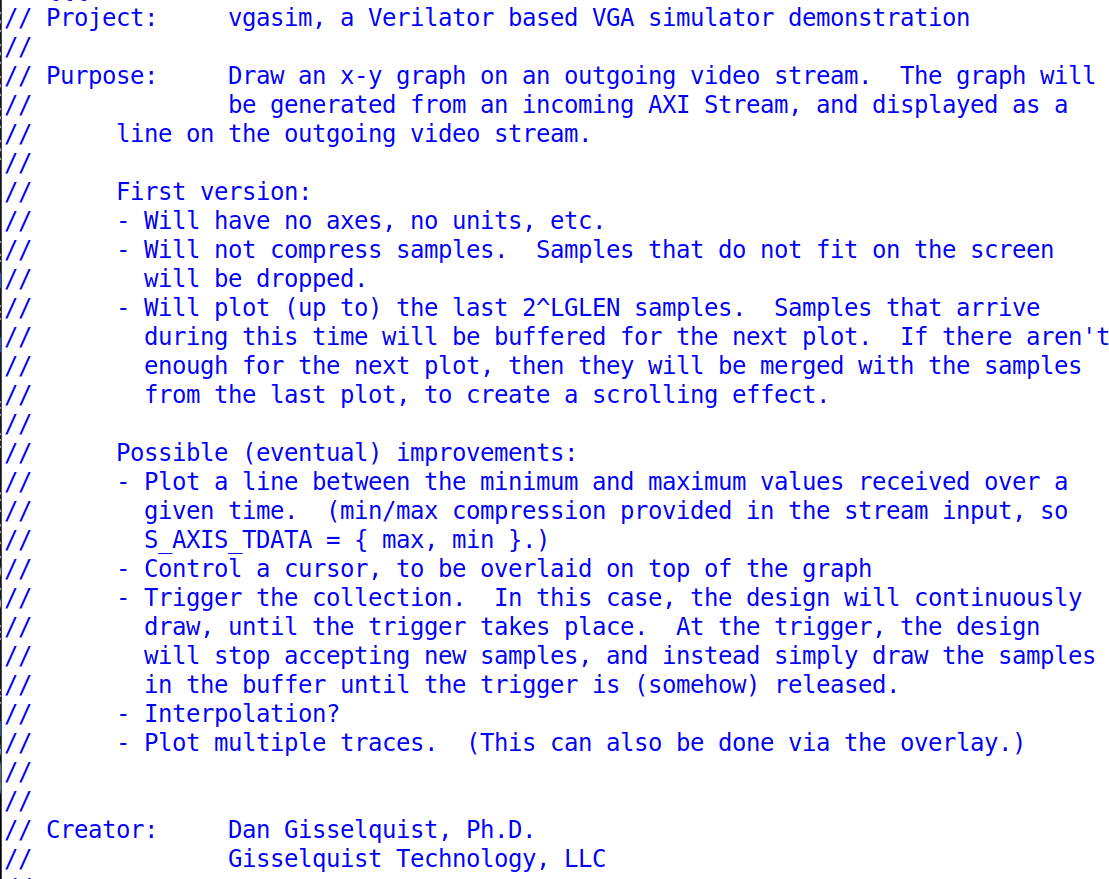 // Project:	vgasim, a Verilator based VGA simulator demonstration
//
// Purpose:	Draw an x-y graph on an outgoing video stream.  The graph will
//		be generated from an incoming AXI Stream, and displayed as a
//	line on the outgoing video stream.
//
//	First version:
//	- Will have no axes, no units, etc.
//	- Will not compress samples.  Samples that do not fit on the screen
//	  will be dropped.
//	- Will plot (up to) the last 2^LGLEN samples.  Samples that arrive
//	  during this time will be buffered for the next plot.  If there aren't
//	  enough for the next plot, then they will be merged with the samples
//	  from the last plot, to create a scrolling effect.
//
//	Possible (eventual) improvements:
//	- Plot a line between the minimum and maximum values received over a
//	  given time.  (min/max compression provided in the stream input, so
//	  S_AXIS_TDATA = { max, min }.)
//	- Control a cursor, to be overlaid on top of the graph
//	- Trigger the collection.  In this case, the design will continuously
//	  draw, until the trigger takes place.  At the trigger, the design
//	  will stop accepting new samples, and instead simply draw the samples
//	  in the buffer until the trigger is (somehow) released.
//	- Interpolation?
//	- Plot multiple traces.  (This can also be done via the overlay.)
//
//
// Creator:	Dan Gisselquist, Ph.D.
//		Gisselquist Technology, LLC